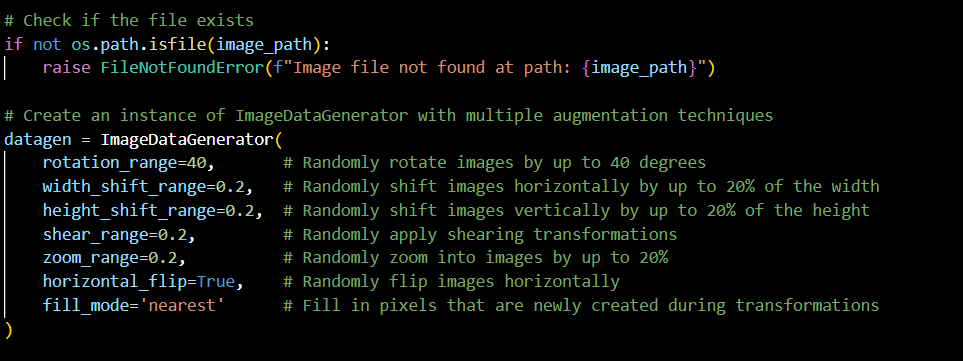 # Check if the file exists
if not os.path.isfile(image_path):
    raise FileNotFoundError(f"Image file not found at path: {image_path}")

# Create an instance of ImageDataGenerator with multiple augmentation techniques
datagen = ImageDataGenerator(
    rotation_range=40,       # Randomly rotate images by up to 40 degrees
    width_shift_range=0.2,   # Randomly shift images horizontally by up to 20% of the width
    height_shift_range=0.2,  # Randomly shift images vertically by up to 20% of the height
    shear_range=0.2,         # Randomly apply shearing transformations
    zoom_range=0.2,          # Randomly zoom into images by up to 20%
    horizontal_flip=True,    # Randomly flip images horizontally
    fill_mode='nearest'      # Fill in pixels that are newly created during transformations
)